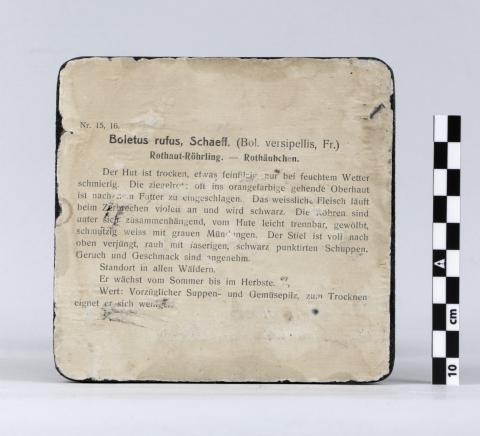 Nr. 15, 16.
Boletus rufus, Schaeff. (Bol. versipellis, Fr.)
Rothaut-Röhrling. — Rothäubchen.
Der Hut ist trocken, etwas feinfilzig, nur bei feuchtem Wetter
schmierig. Die ziegelrote oft ins orangefarbige gehende Oberhaut
ist nach dem Futter zu eingeschlagen. Das weissliche Fleisch läuft
beim Zerbrechen violett an und wird schwarz. Die Röhren sind
unter sich zusammenhängend, vom Hute leicht trennbar, gewölbt,
schmutzig weiss mit grauen Mündungen. Der Stiel ist voll nach
oben verjüngt, rauh mit faserigen, schwarz punktirten Schuppen.
Geruch und Geschmack sind angenehm.
Standort in allen Wäldern.
Er wächst vom Sommer bis im Herbste.
Wert: Vorzüglicher Suppen- und Gemüsepilz, zum Trocknen
eignet er sich weniger.
A
cm
10